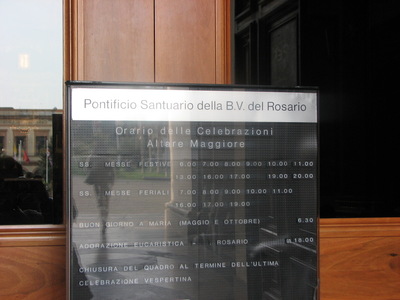 Pontificio Santuario della B.V. del Rosario
Orario delle Celebrazioni
Altare Maggiore
SS. MESSE FESTIVE 6.00 7.00 8.00 9.00 10.00 11.00
13.00 16.00 17.00 19.00 20.00
SS. MESSE FERIALI 7.00 8.00 9.00 10.00 11.00
16.00 17.00 19.00
BUON GIORNO A MARIA (MAGGIO E OTTOBRE) 6.30
ADORAZIONE EUCARISTICA - ROSARIO 18.00
CHIUSURA DEL QUADRO AL TERMINE DELL'ULTIMA
CELEBRAZIONE VESPERTINA